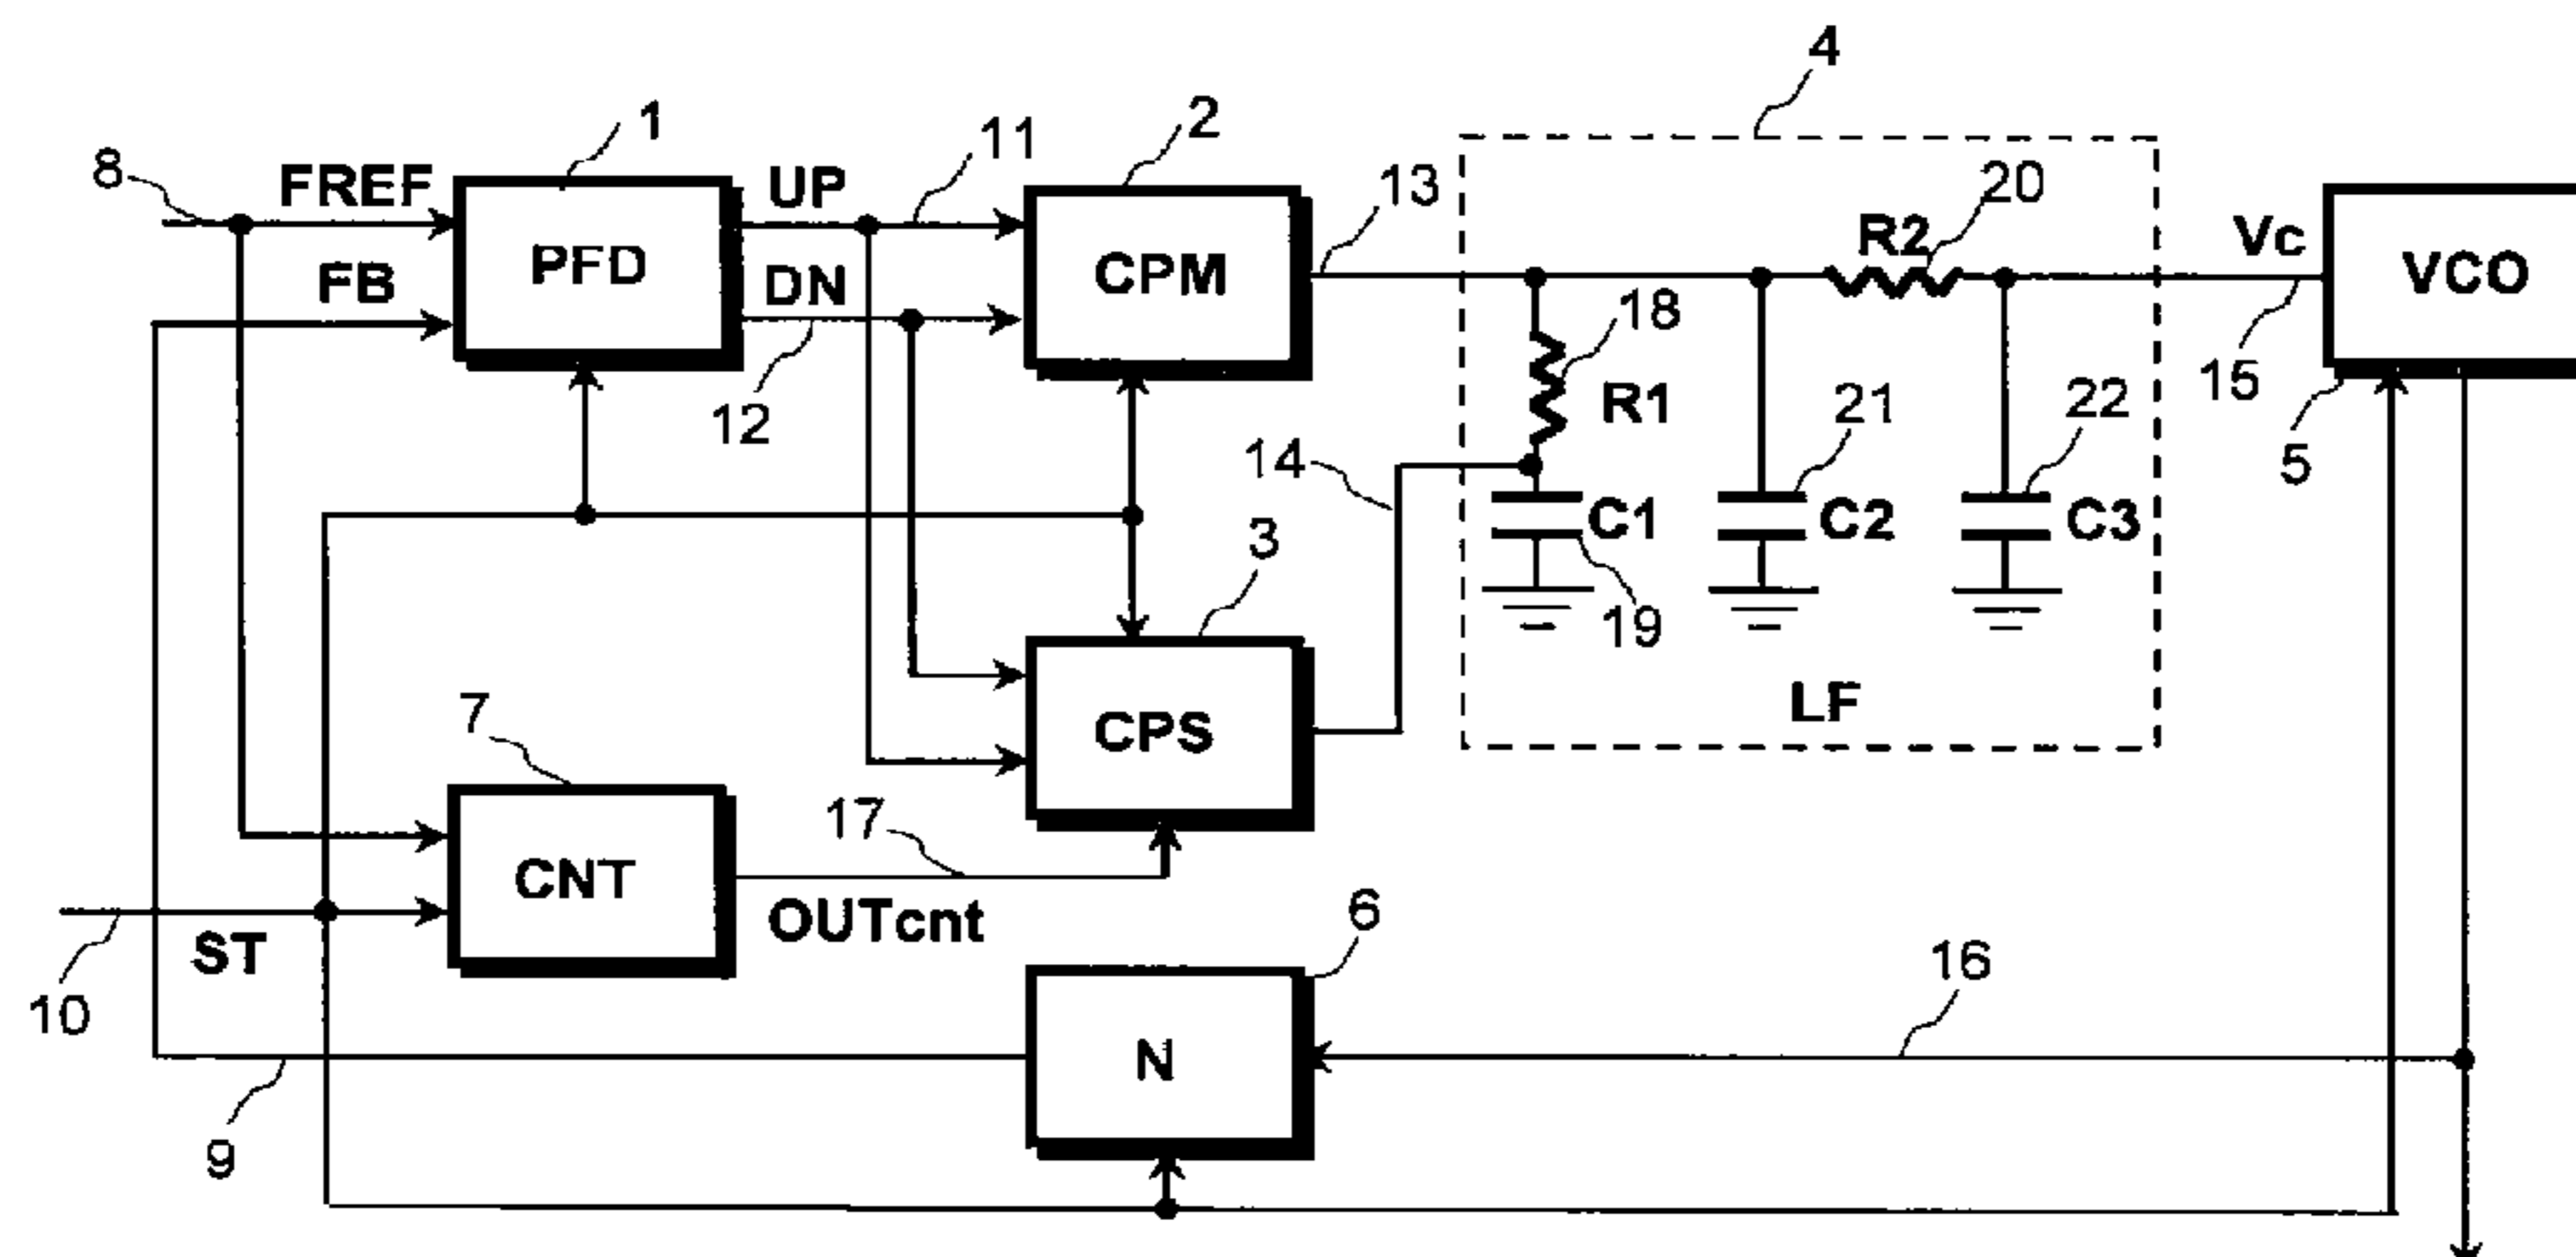 4
1
2
11
8
FREF
UP
13
20
PFD
CPM
R2
Vc
VCO
FB
DN
18
12
R1
21
22
15
14
5
C1
C2
C3
3
19
7
CPS
LF
17
CNT
OUTcnt
6
ST
16
10
N
9